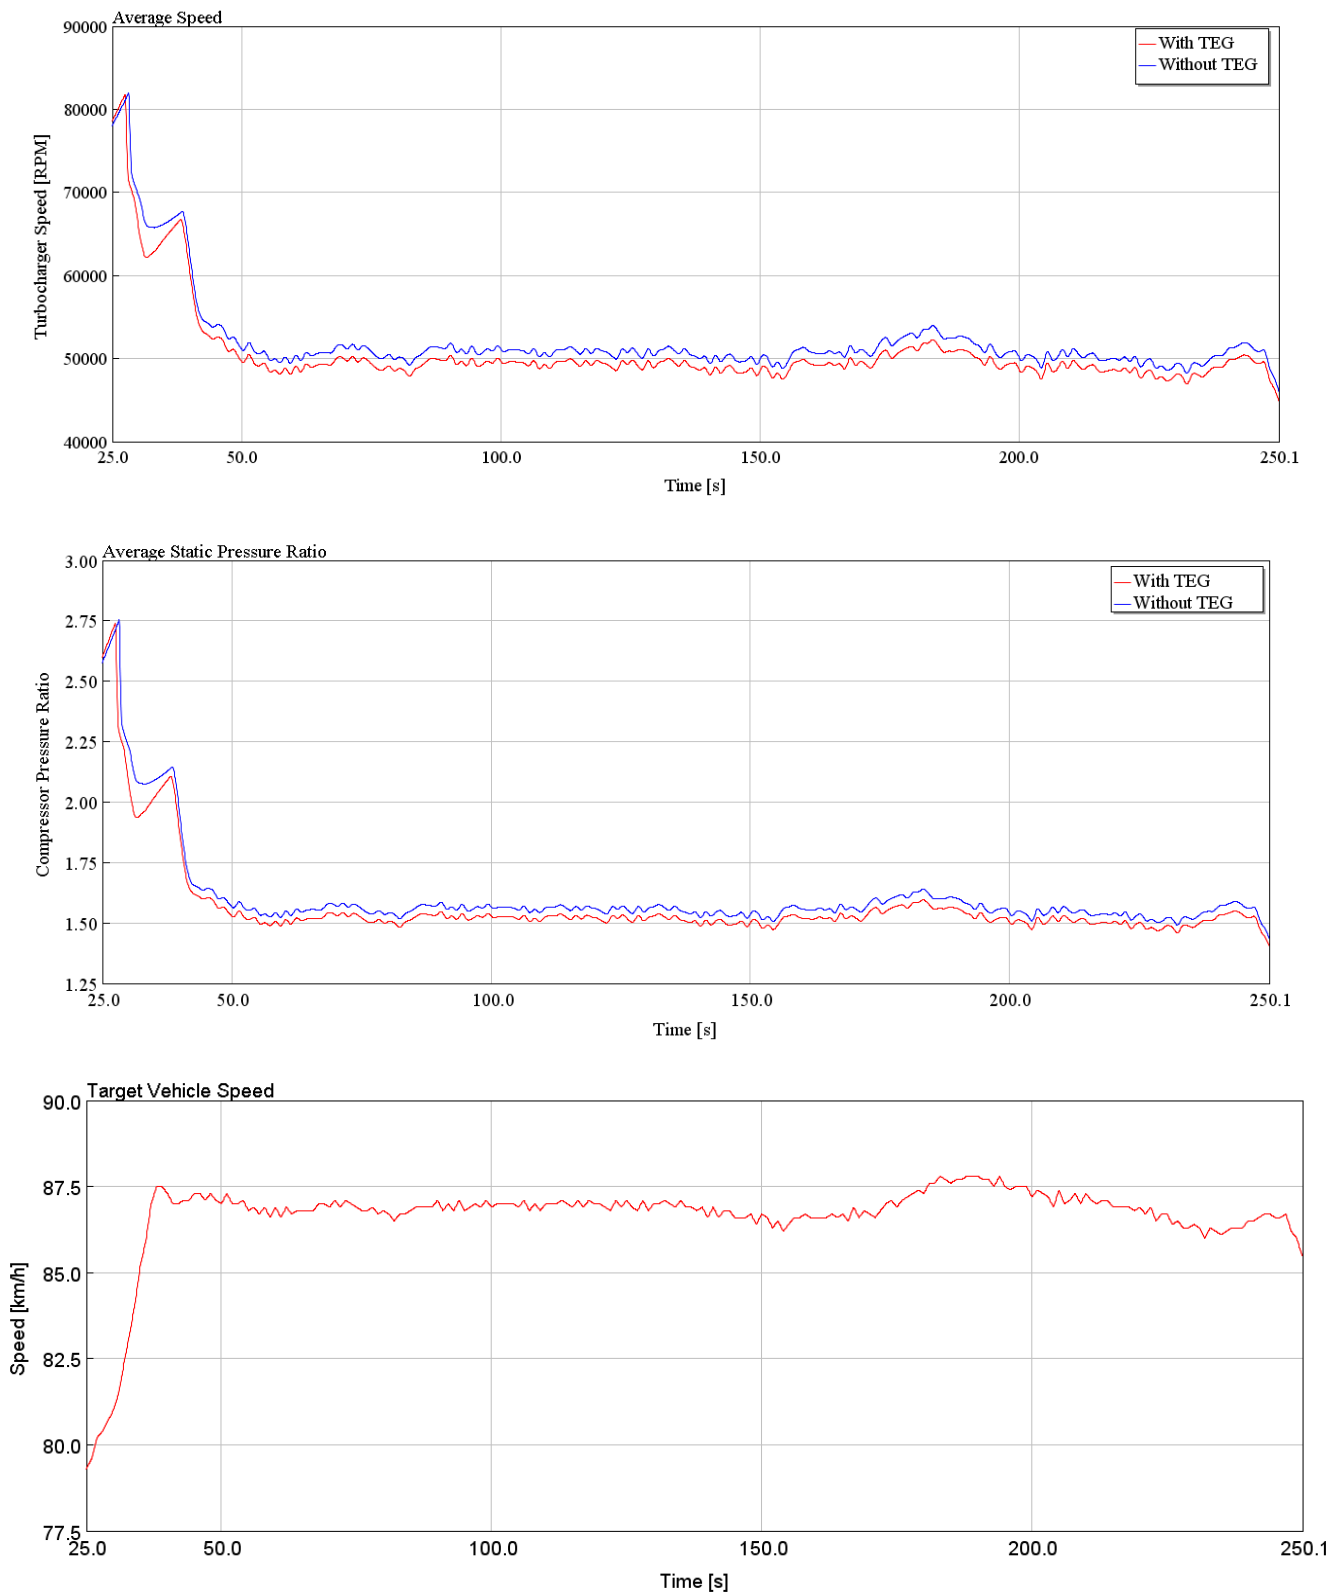 Average Speed
90000
With TEG
Without TEG
80000
70000
60000
50000
40000
Turbocharger Speed [RPM]
25.0 50.0 100.0 150.0 200.0 250.1
Time [s]
Average Static Pressure Ratio
3.00
With TEG
Without TEG
2.75
2.50
2.25
2.00
1.75
1.50
1.25
Compressor Pressure Ratio
25.0 50.0 100.0 150.0 200.0 250.1
Time [s]
Target Vehicle Speed
90.0
87.5
85.0
82.5
80.0
77.5
Speed [km/h]
25.0 50.0 100.0 150.0 200.0 250.1
Time [s]